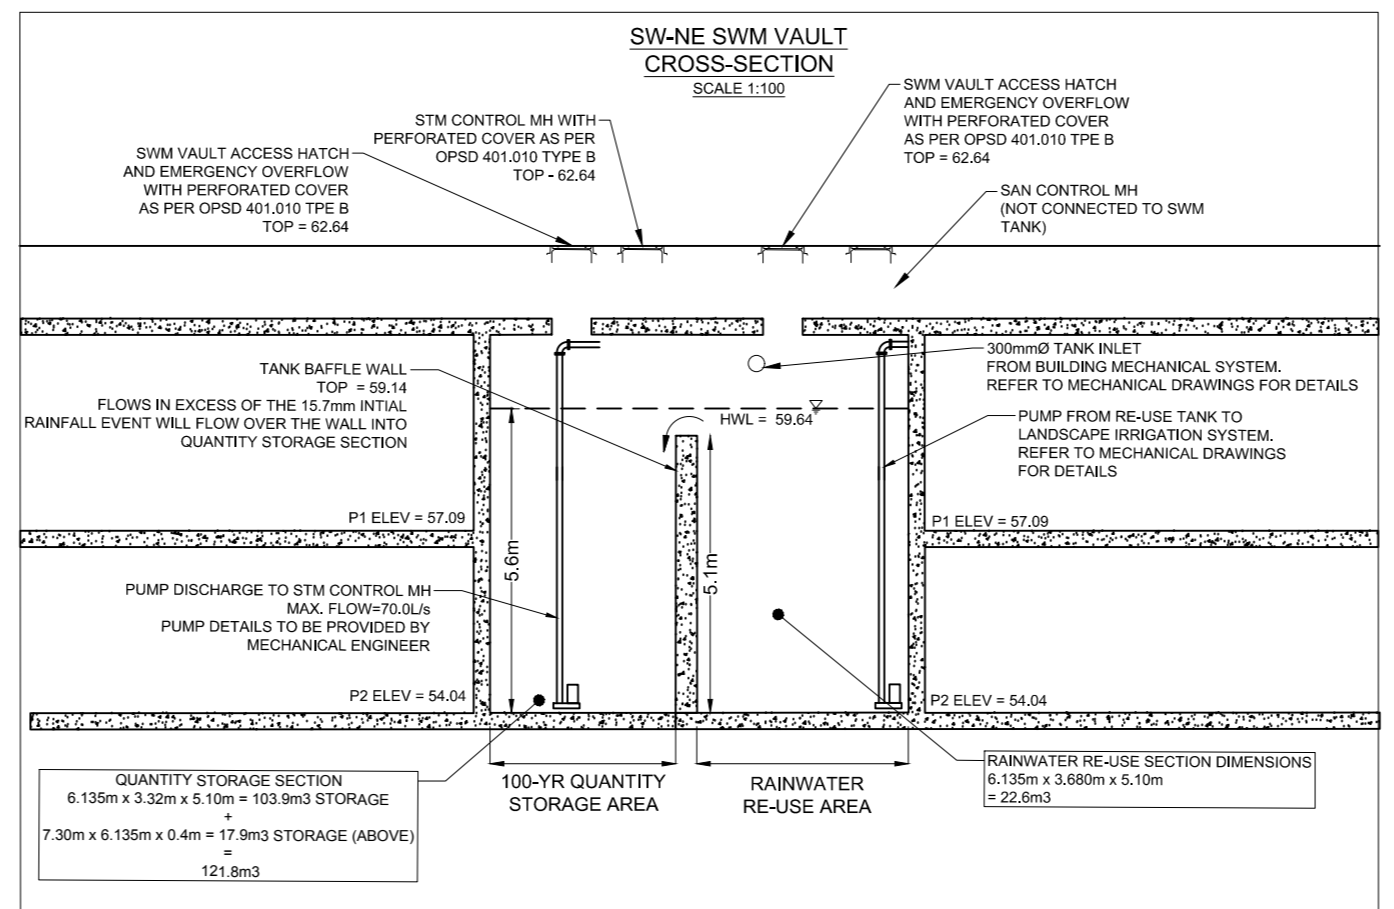 SW-NE SWM VAULT
CROSS-SECTION
SCALE 1:100
SWM VAULT ACCESS HATCH
AND EMERGENCY OVERFLOW
WITH PERFORATED COVER
AS PER OPSD 401.010 TPE B
TOP = 62.64
STM CONTROL MH WITH
PERFORATED COVER AS PER
OPSD 401.010 TYPE B
TOP - 62.64
SWM VAULT ACCESS HATCH
AND EMERGENCY OVERFLOW
WITH PERFORATED COVER
AS PER OPSD 401.010 TPE B
TOP = 62.64
SAN CONTROL MH
(NOT CONNECTED TO SWM
TANK)
TANK BAFFLE WALL
TOP = 59.14
FLOWS IN EXCESS OF THE 15.7mm INTIAL
RAINFALL EVENT WILL FLOW OVER THE WALL INTO
QUANTITY STORAGE SECTION
HWL = 59.64
300mmØ TANK INLET
FROM BUILDING MECHANICAL SYSTEM.
REFER TO MECHANICAL DRAWINGS FOR DETAILS
PUMP FROM RE-USE TANK TO
LANDSCAPE IRRIGATION SYSTEM.
REFER TO MECHANICAL DRAWINGS
FOR DETAILS
P1 ELEV = 57.09
P1 ELEV = 57.09
5.6m
5.1m
PUMP DISCHARGE TO STM CONTROL MH
MAX. FLOW=70.0L/s
PUMP DETAILS TO BE PROVIDED BY
MECHANICAL ENGINEER
P2 ELEV = 54.04
P2 ELEV = 54.04
QUANTITY STORAGE SECTION
6.135m x 3.32m x 5.10m = 103.9m3 STORAGE
+
7.30m x 6.135m x 0.4m = 17.9m3 STORAGE (ABOVE)
=
121.8m3
100-YR QUANTITY
STORAGE AREA
RAINWATER
RE-USE AREA
RAINWATER RE-USE SECTION DIMENSIONS
6.135m x 3.680m x 5.10m
= 22.6m3